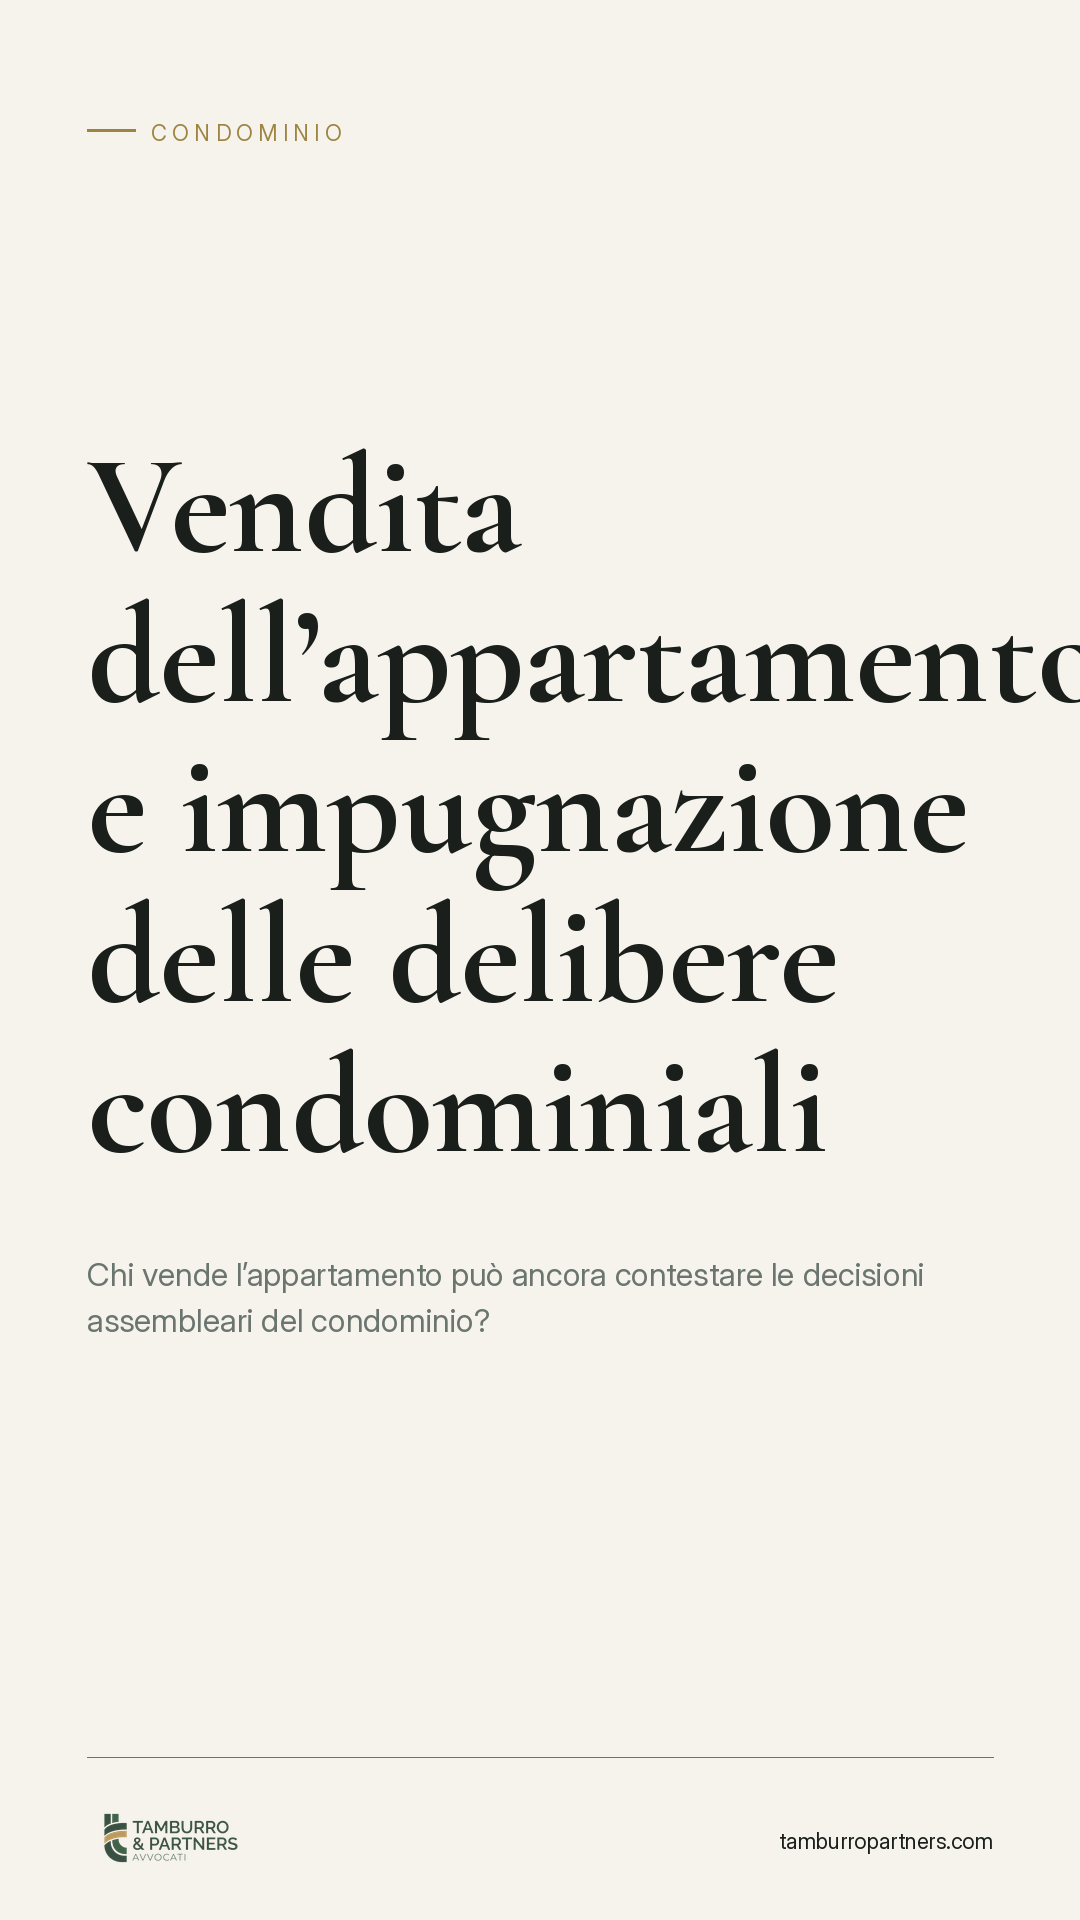 CONDOMINIO
Vendita
dell’appartamento
e impugnazione
delle delibere
condominiali
Chi vende l’appartamento può ancora contestare le decisioni
assembleari del condominio?
TAMBURRO
& PARTNERS
AVVOCATI
tamburropartners.com